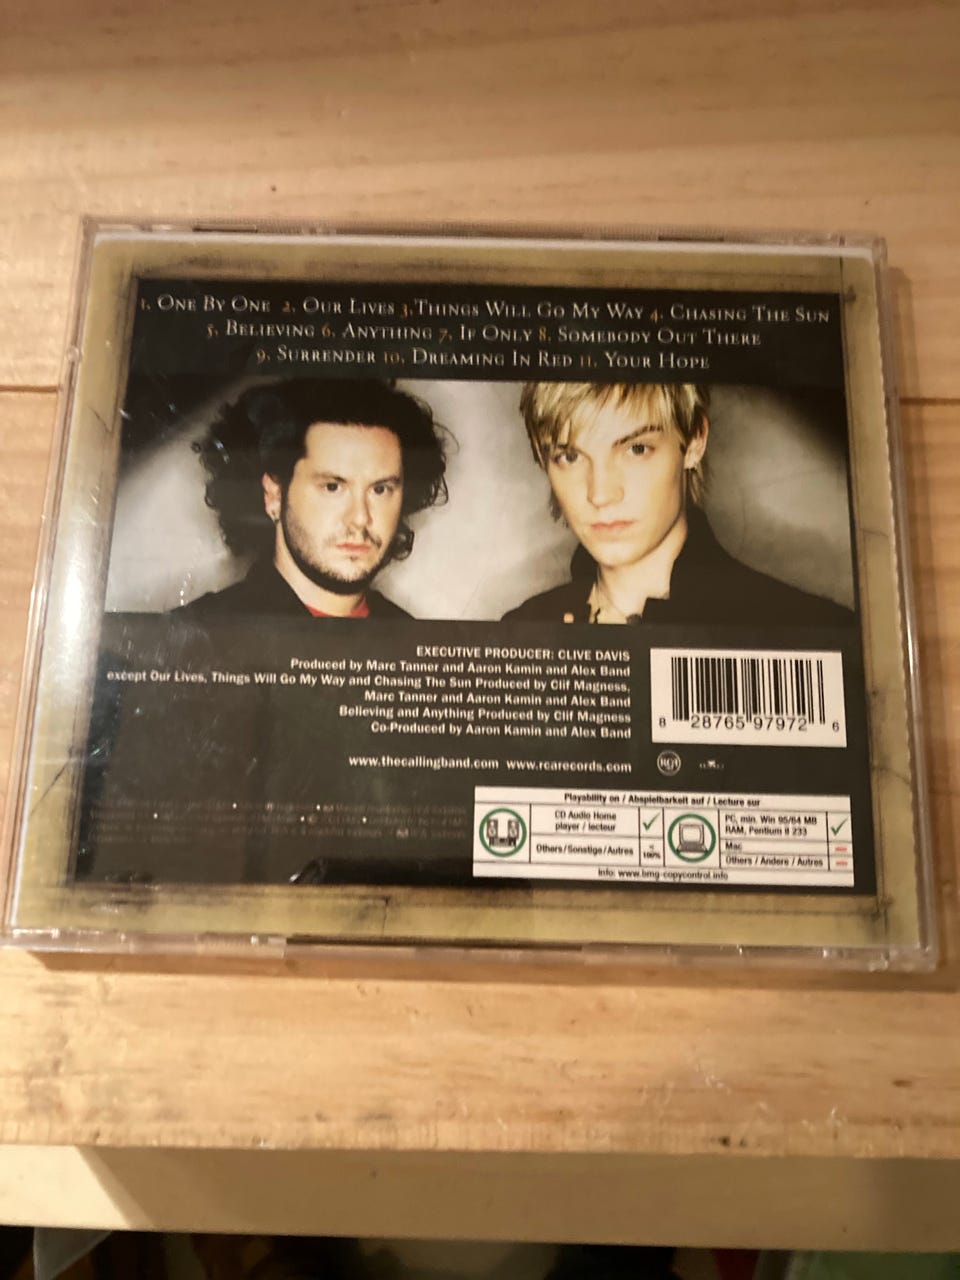 1. ONE BY ONE 2. OUR LIVES 3. THINGS WILL GO MY WAY 4. CHASING THE SUN
5. BELIEVING 6. ANYTHING 7. IF ONLY 8. SOMEBODY OUT THERE
9. SURRENDER 10. DREAMING IN RED 11. YOUR HOPE
EXECUTIVE PRODUCER: CLIVE DAVIS
Produced by Marc Tanner and Aaron Kamin and Alex Band
except Our Lives, Things Will Go My Way and Chasing The Sun Produced by Clif Magness,
Marc Tanner and Aaron Kamin and Alex Band
Believing and Anything Produced by Clif Magness
Co-Produced by Aaron Kamin and Alex Band
8 28765 97972 6
www.thecallingband.com www.rcarecords.com
RCA
Playability on / Abspielbarkeit auf / Lecture sur
CD Audio Home
player / lecteur
Others/Sonstige/Autres
<
100%
PC, min. Win 95/64 MB
RAM, Pentium II 233
Mac
Others / Andere / Autres
Info: www.bmg-copycontrol.info